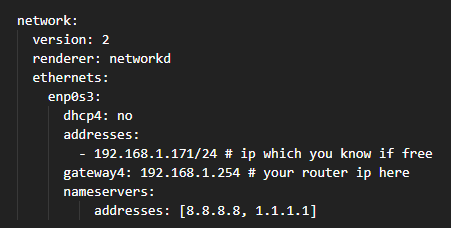 network:
  version: 2
  renderer: networkd
  ethernets:
    enp0s3:
      dhcp4: no
      addresses:
        - 192.168.1.171/24 # ip which you know if free
      gateway4: 192.168.1.254 # your router ip here
      nameservers:
          addresses: [8.8.8.8, 1.1.1.1]